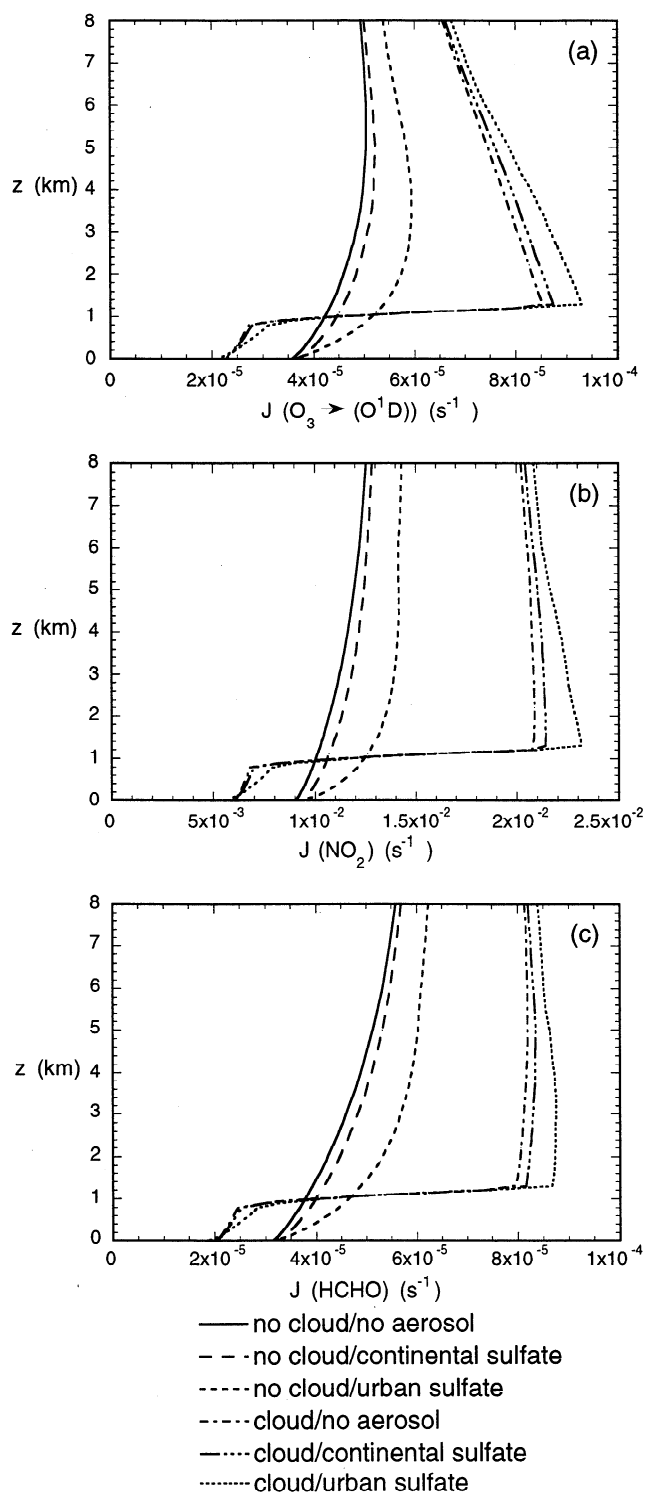 8
(a)
7
6
5
z (km) 4
3
2
1
0
0 2x10⁻⁵ 4x10⁻⁵ 6x10⁻⁵ 8x10⁻⁵ 1x10⁻⁴
J (O₃ → (O¹D)) (s⁻¹ )
8
(b)
7
6
5
z (km) 4
3
2
1
0
0 5x10⁻³ 1x10⁻² 1.5x10⁻² 2x10⁻² 2.5x10⁻²
J (NO₂) (s⁻¹ )
8
(c)
7
6
5
z (km) 4
3
2
1
0
0 2x10⁻⁵ 4x10⁻⁵ 6x10⁻⁵ 8x10⁻⁵ 1x10⁻⁴
J (HCHO) (s⁻¹)
no cloud/no aerosol
no cloud/continental sulfate
no cloud/urban sulfate
cloud/no aerosol
cloud/continental sulfate
cloud/urban sulfate